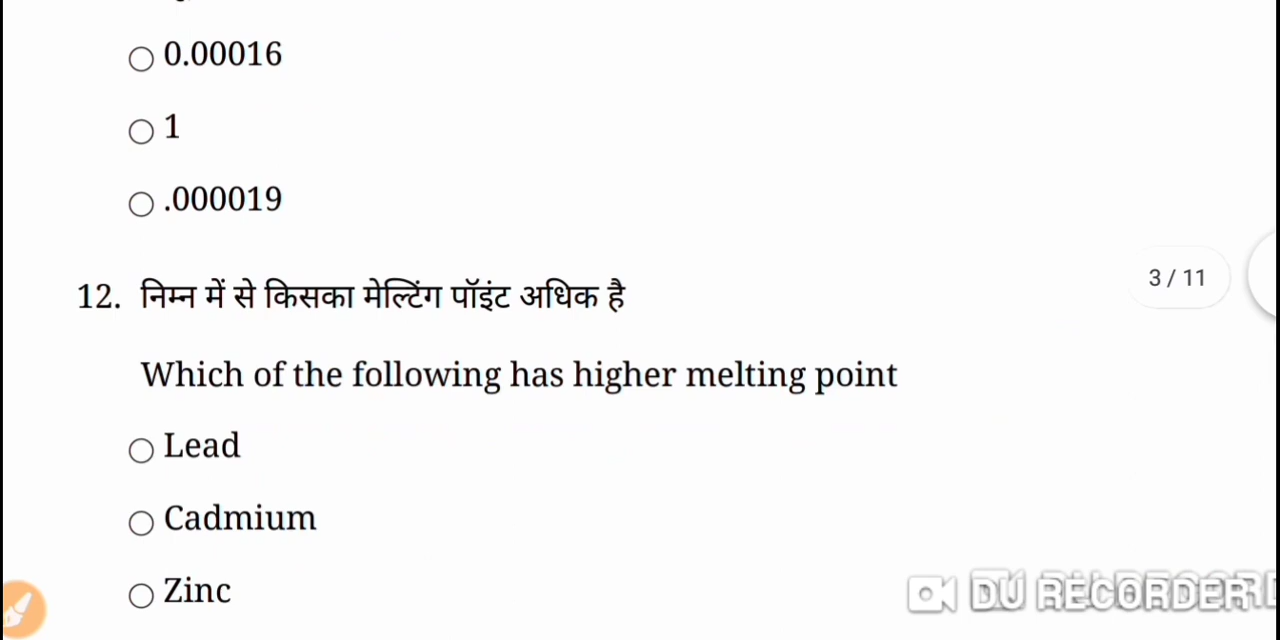 0.00016
1
.000019
3 / 11
12. निम्न में से किसका मेल्टिंग पॉइंट अधिक है
Which of the following has higher melting point
Lead
Cadmium
Zinc
DU RECORDER